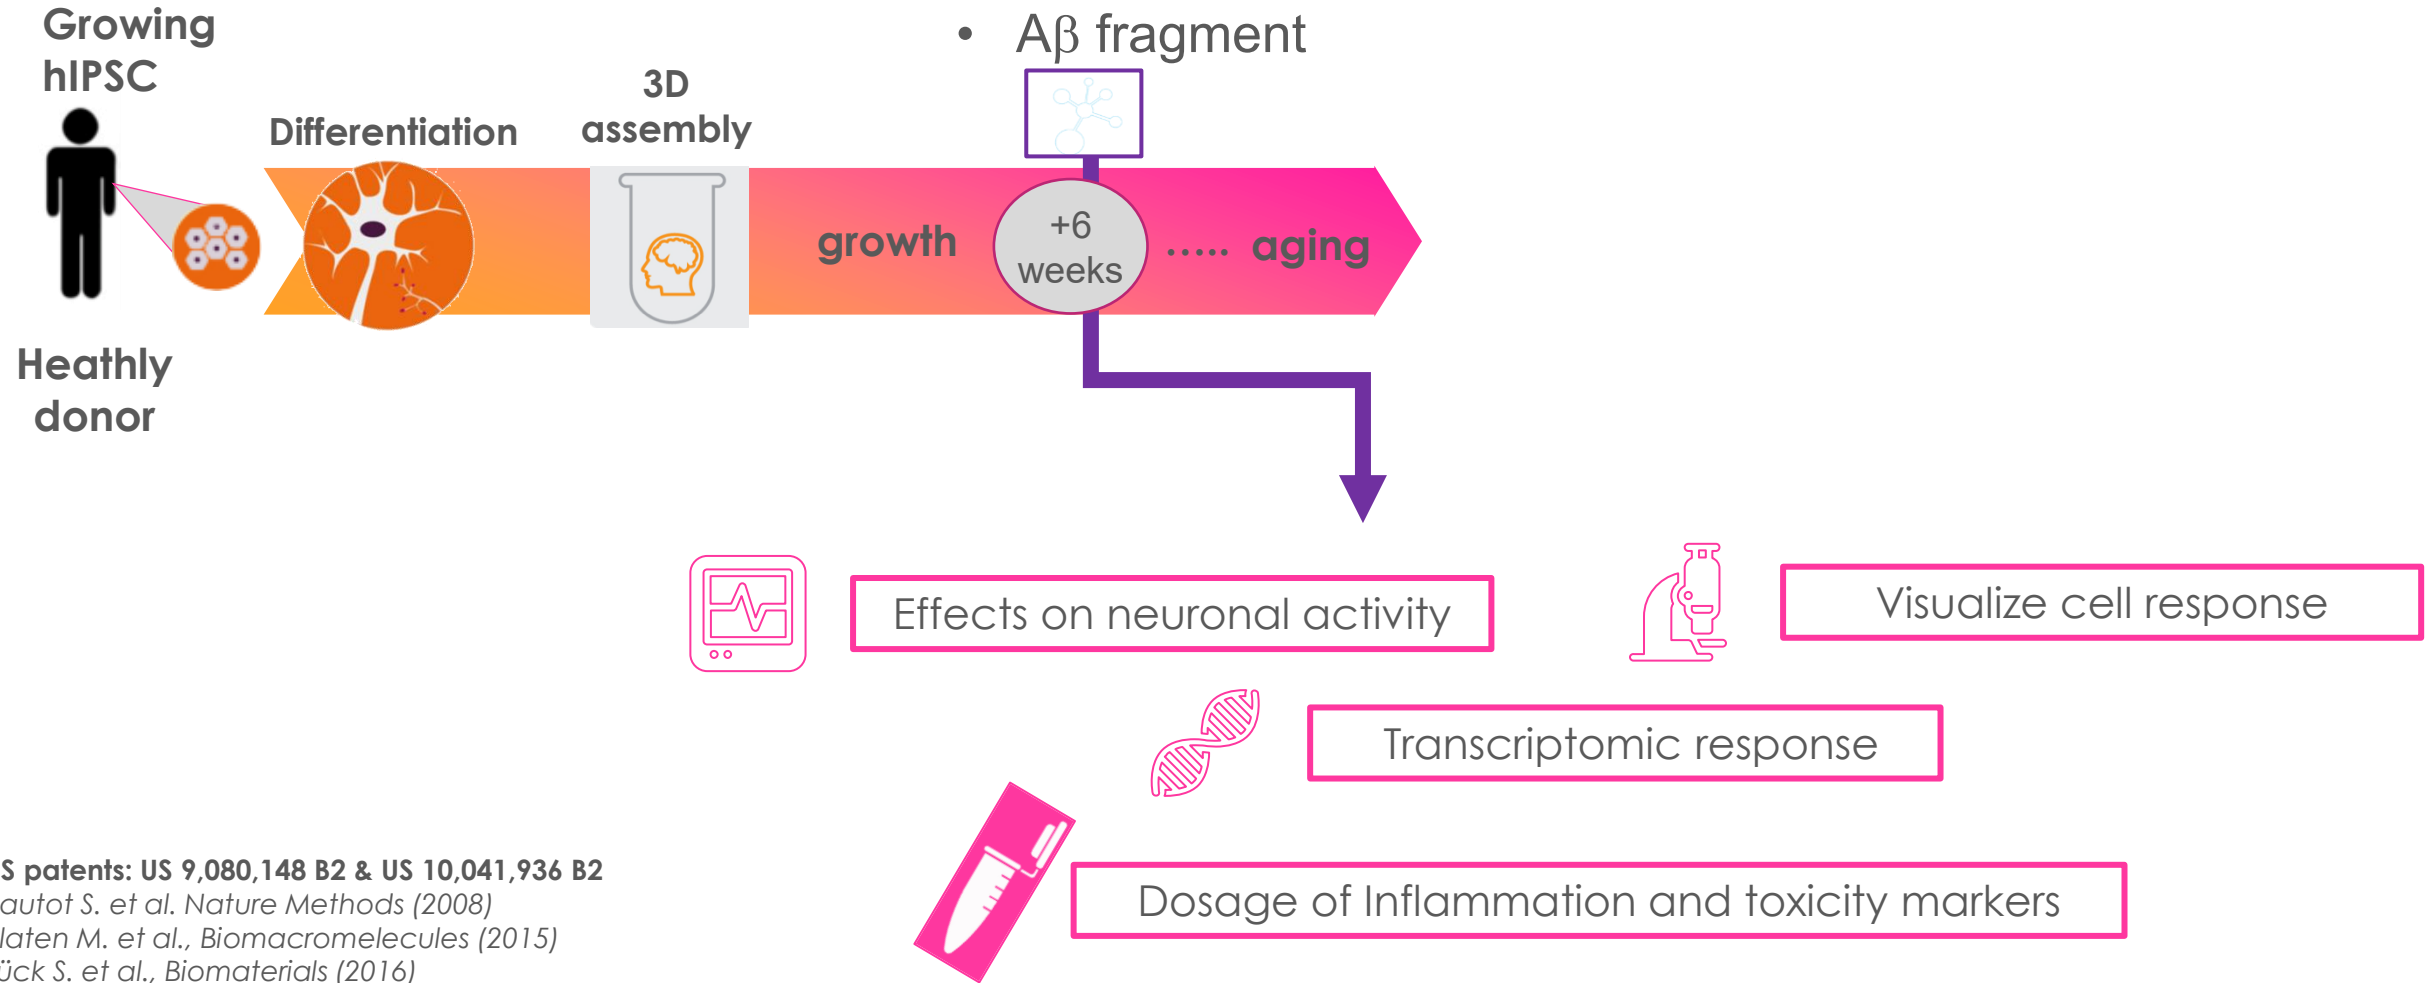 Growing
hIPSC
• Aβ fragment
Differentiation
3D
assembly
growth
+6
weeks
..... aging
Heathly
donor
Effects on neuronal activity
Visualize cell response
Transcriptomic response
Dosage of Inflammation and toxicity markers
S patents: US 9,080,148 B2 & US 10,041,936 B2
autot S. et al. Nature Methods (2008)
laten M. et al., Biomacromelecules (2015)
ück S. et al., Biomaterials (2016)